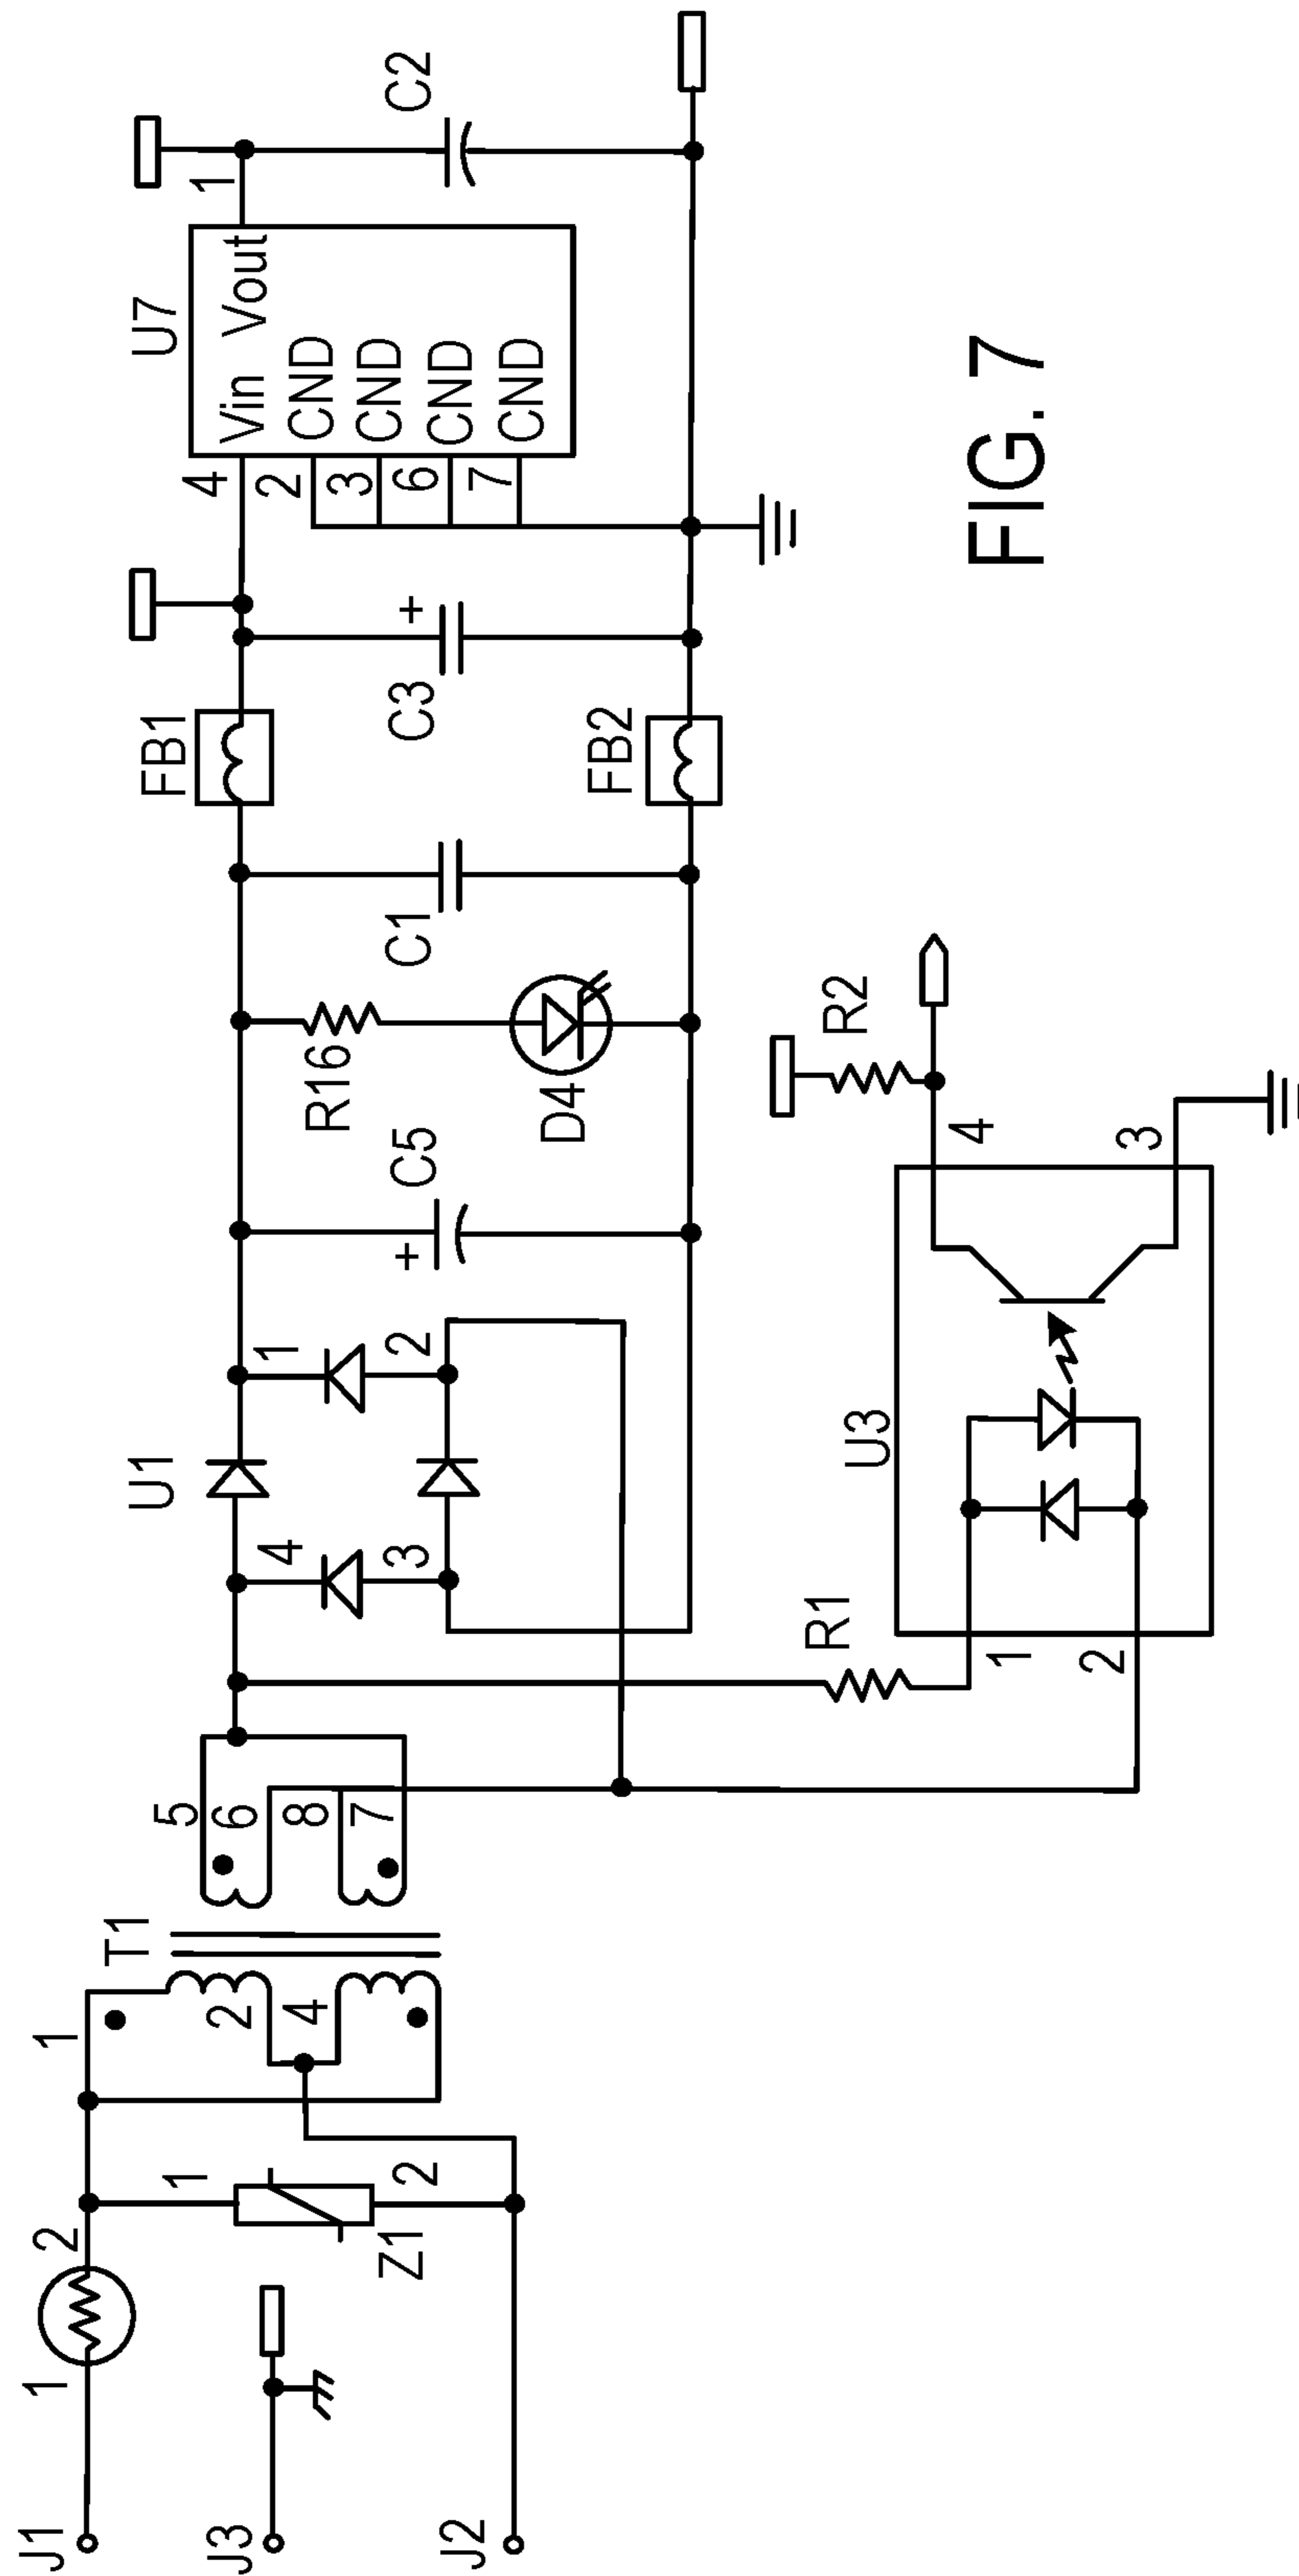 J1
1
2
J3
J2
Z1
1
2
T1
1
2
4
5
6
8
7
U1
4
1
3
2
C5
+
R16
D4
C1
FB1
FB2
C3
+
U7
4
Vin
Vout
1
2
CND
3
CND
6
CND
7
CND
C2
R1
U3
1
2
4
3
R2
FIG. 7